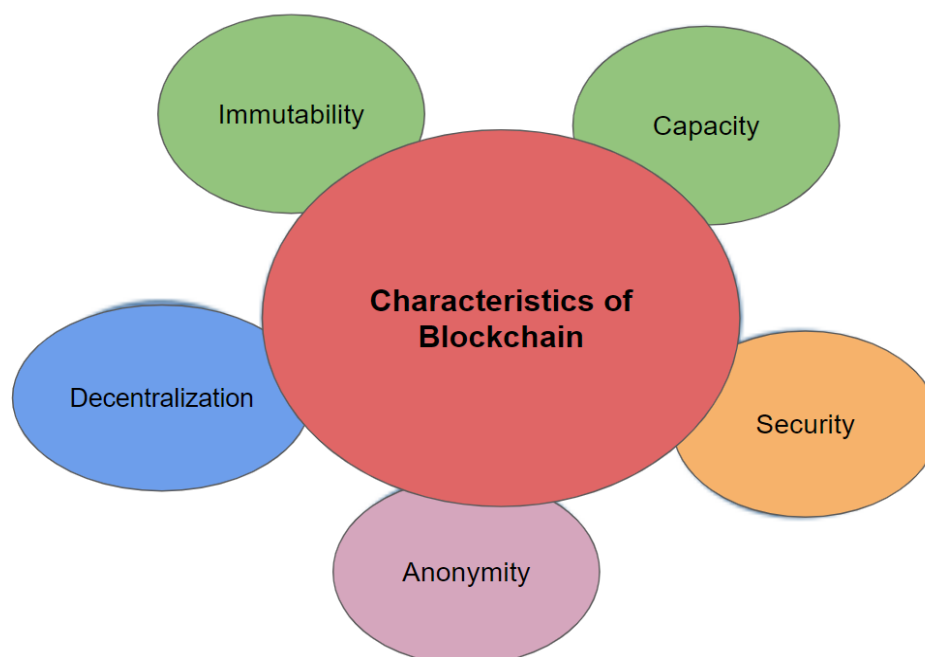 Immutability
Capacity
Characteristics of
Blockchain
Decentralization
Security
Anonymity